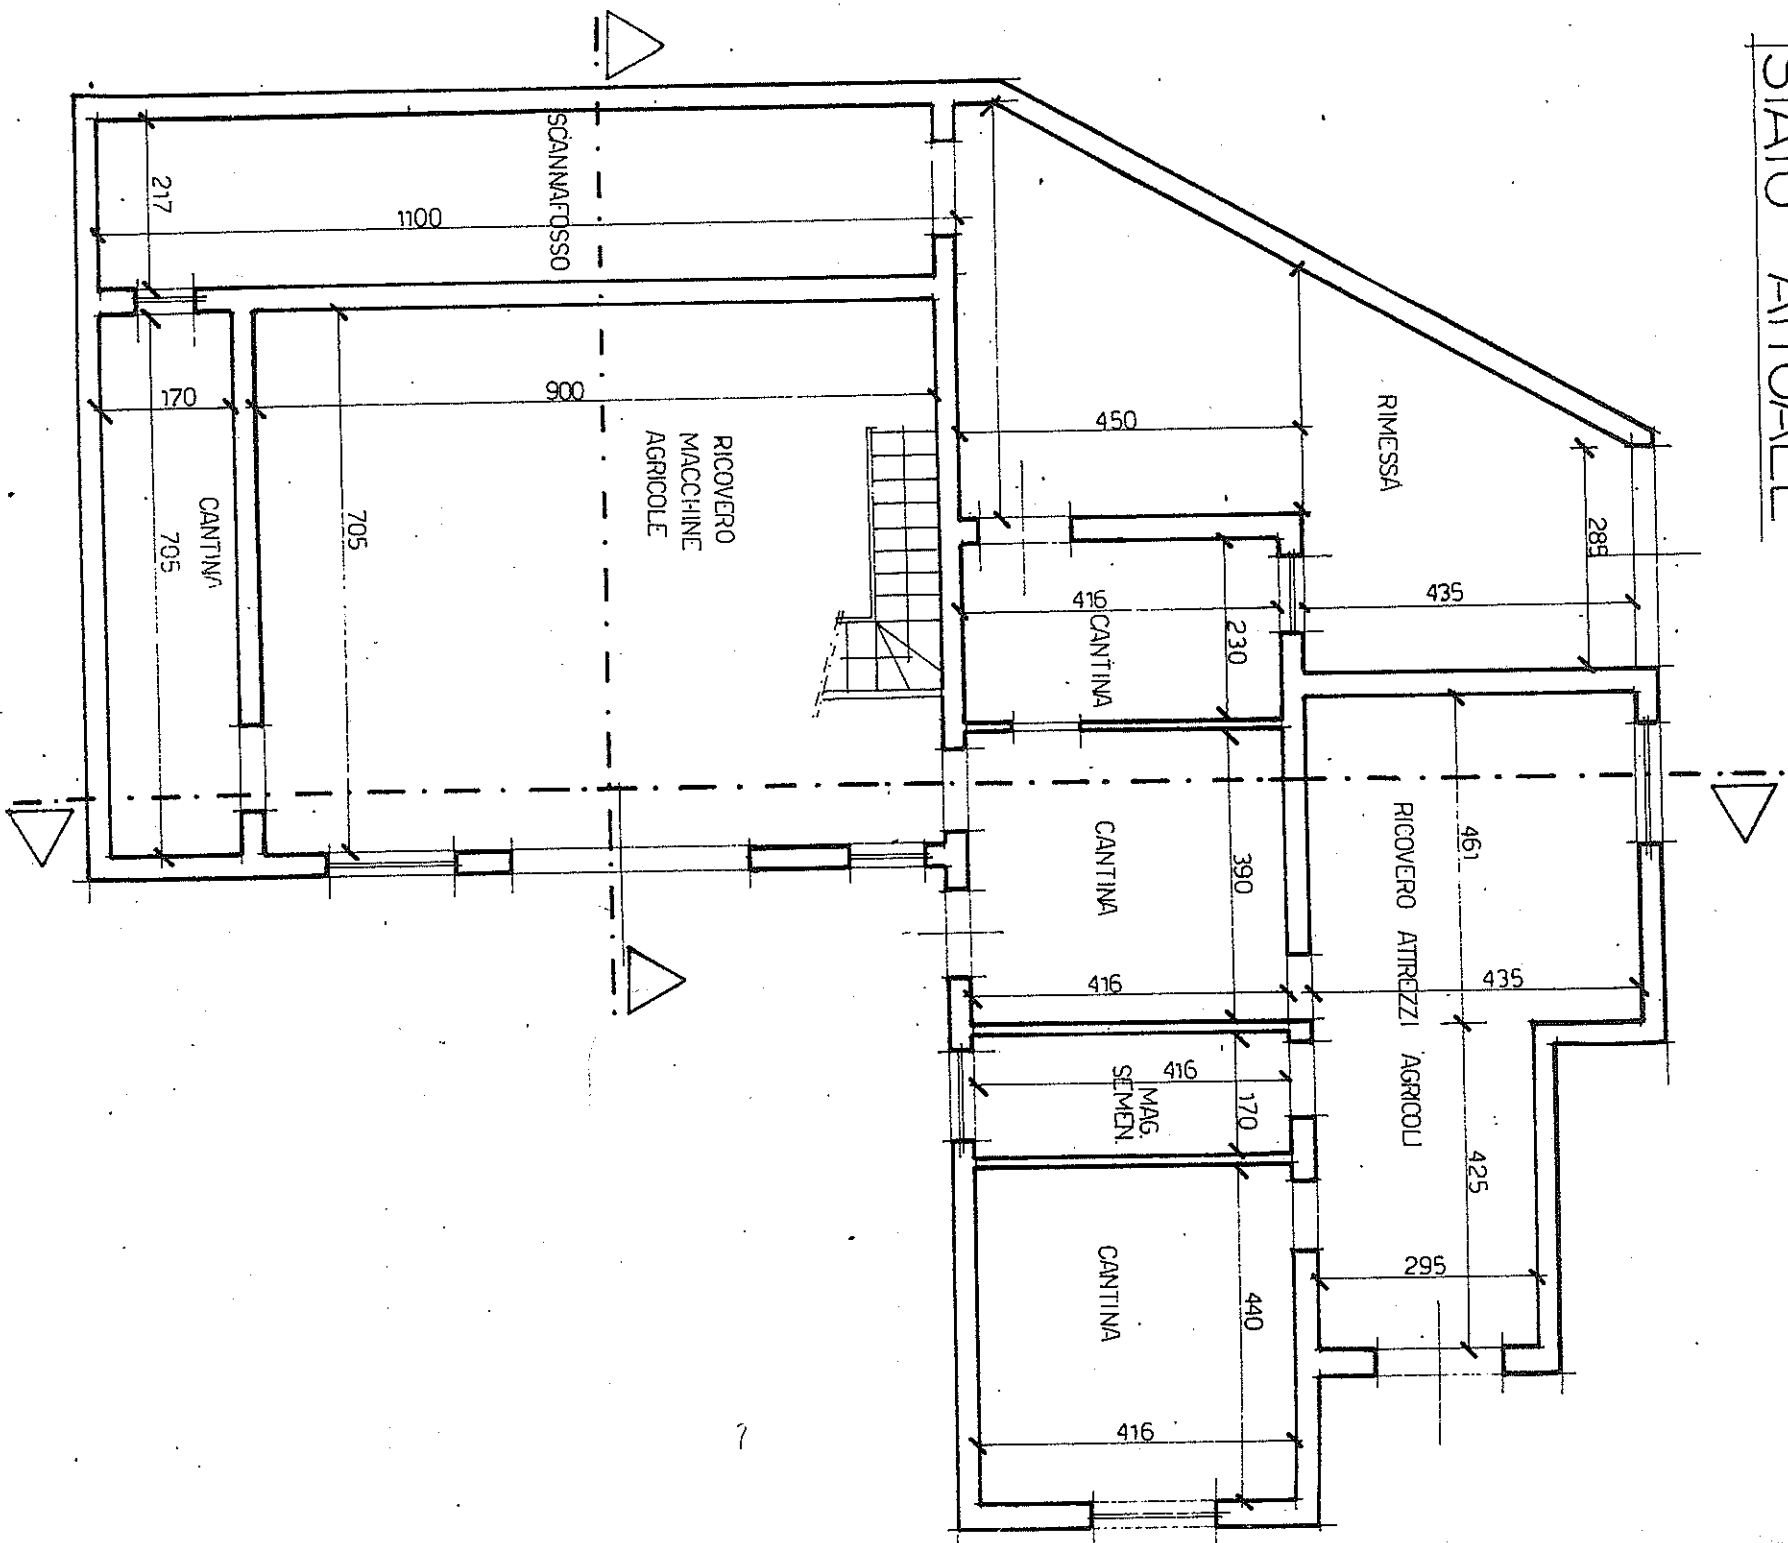 STATO ATTUALE
SCANNAFOSSO
217
1100
170
900
705
705
CANTINA
RICOVERO
MACCHINE
AGRICOLE
RIMESSA
450
285
435
416
230
CANTINA
CANTINA
390
416
461
435
RICOVERO ATTREZZI AGRICOLI
425
295
416
170
MAG.
SEMEN.
CANTINA
440
416